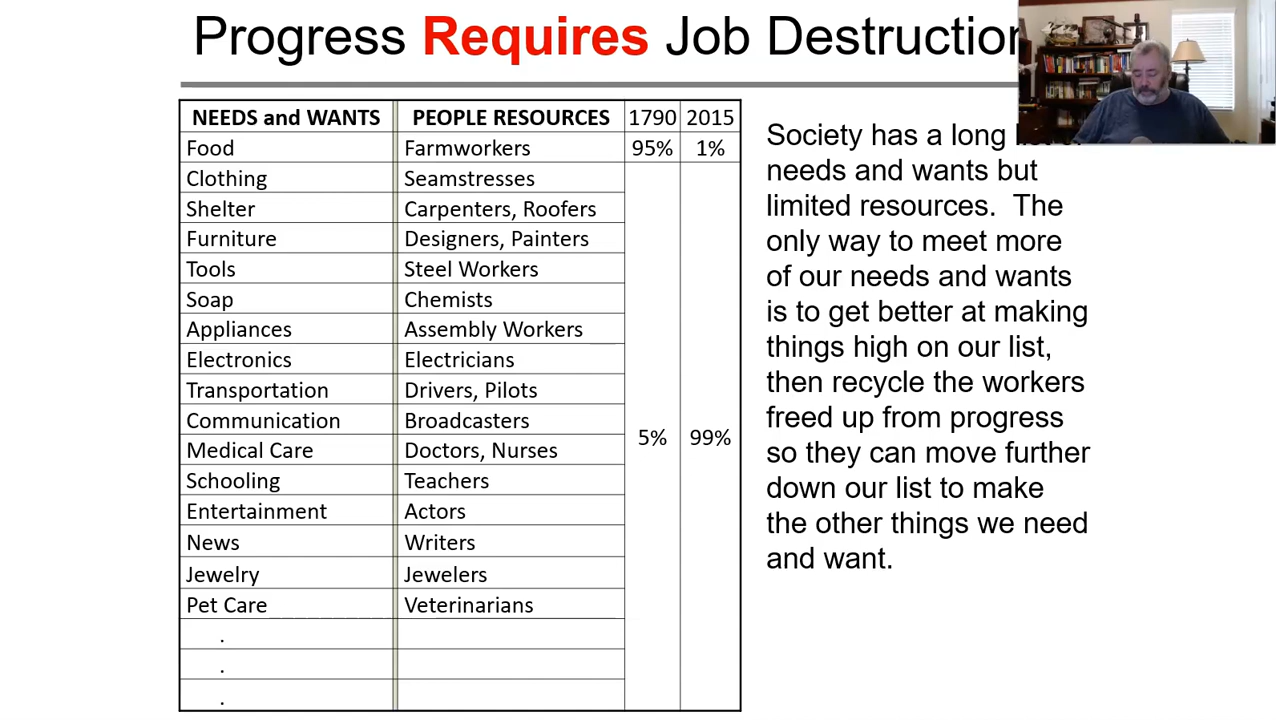 Progress Requires Job Destruction
NEEDS and WANTS PEOPLE RESOURCES 1790 2015
Food Farmworkers 95% 1%
Clothing Seamstresses
Shelter Carpenters, Roofers
Furniture Designers, Painters
Tools Steel Workers
Soap Chemists
Appliances Assembly Workers
Electronics Electricians
Transportation Drivers, Pilots
Communication Broadcasters
5% 99%
Medical Care Doctors, Nurses
Schooling Teachers
Entertainment Actors
News Writers
Jewelry Jewelers
Pet Care Veterinarians
.
.
.
Society has a long
needs and wants but
limited resources. The
only way to meet more
of our needs and wants
is to get better at making
things high on our list,
then recycle the workers
freed up from progress
so they can move further
down our list to make
the other things we need
and want.